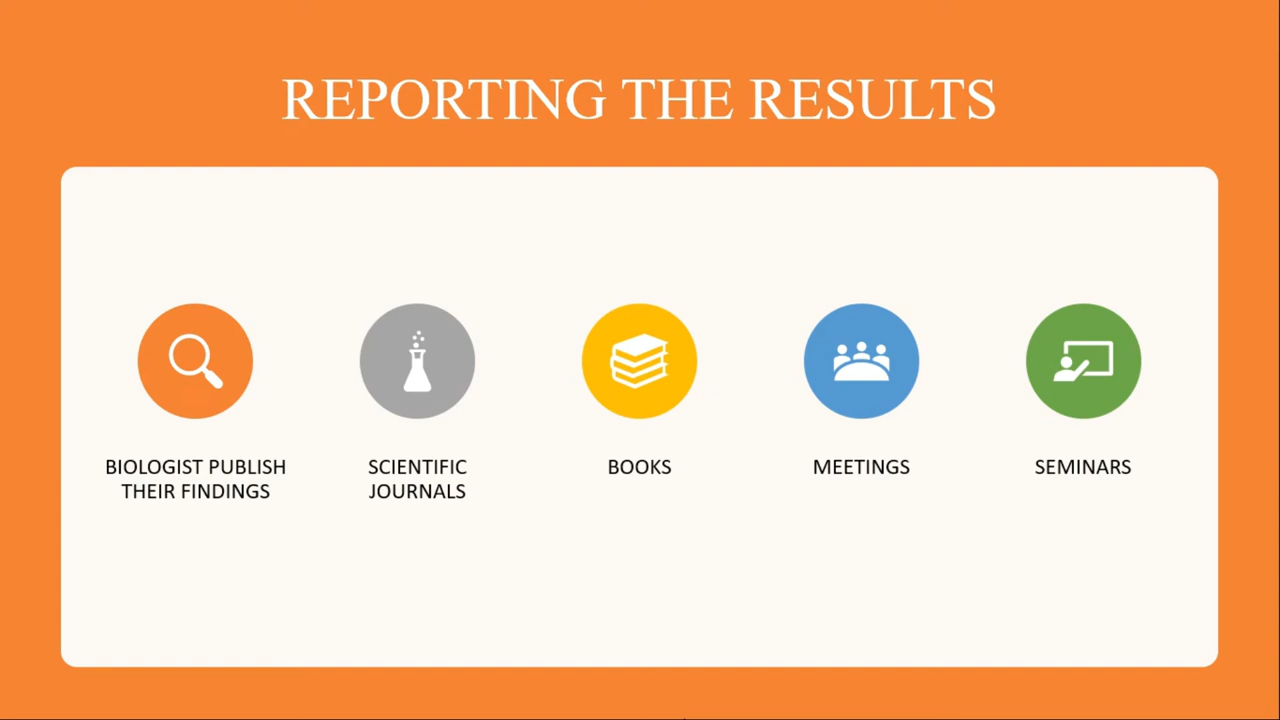 REPORTING THE RESULTS
BIOLOGIST PUBLISH
THEIR FINDINGS
SCIENTIFIC
JOURNALS
BOOKS
MEETINGS
SEMINARS